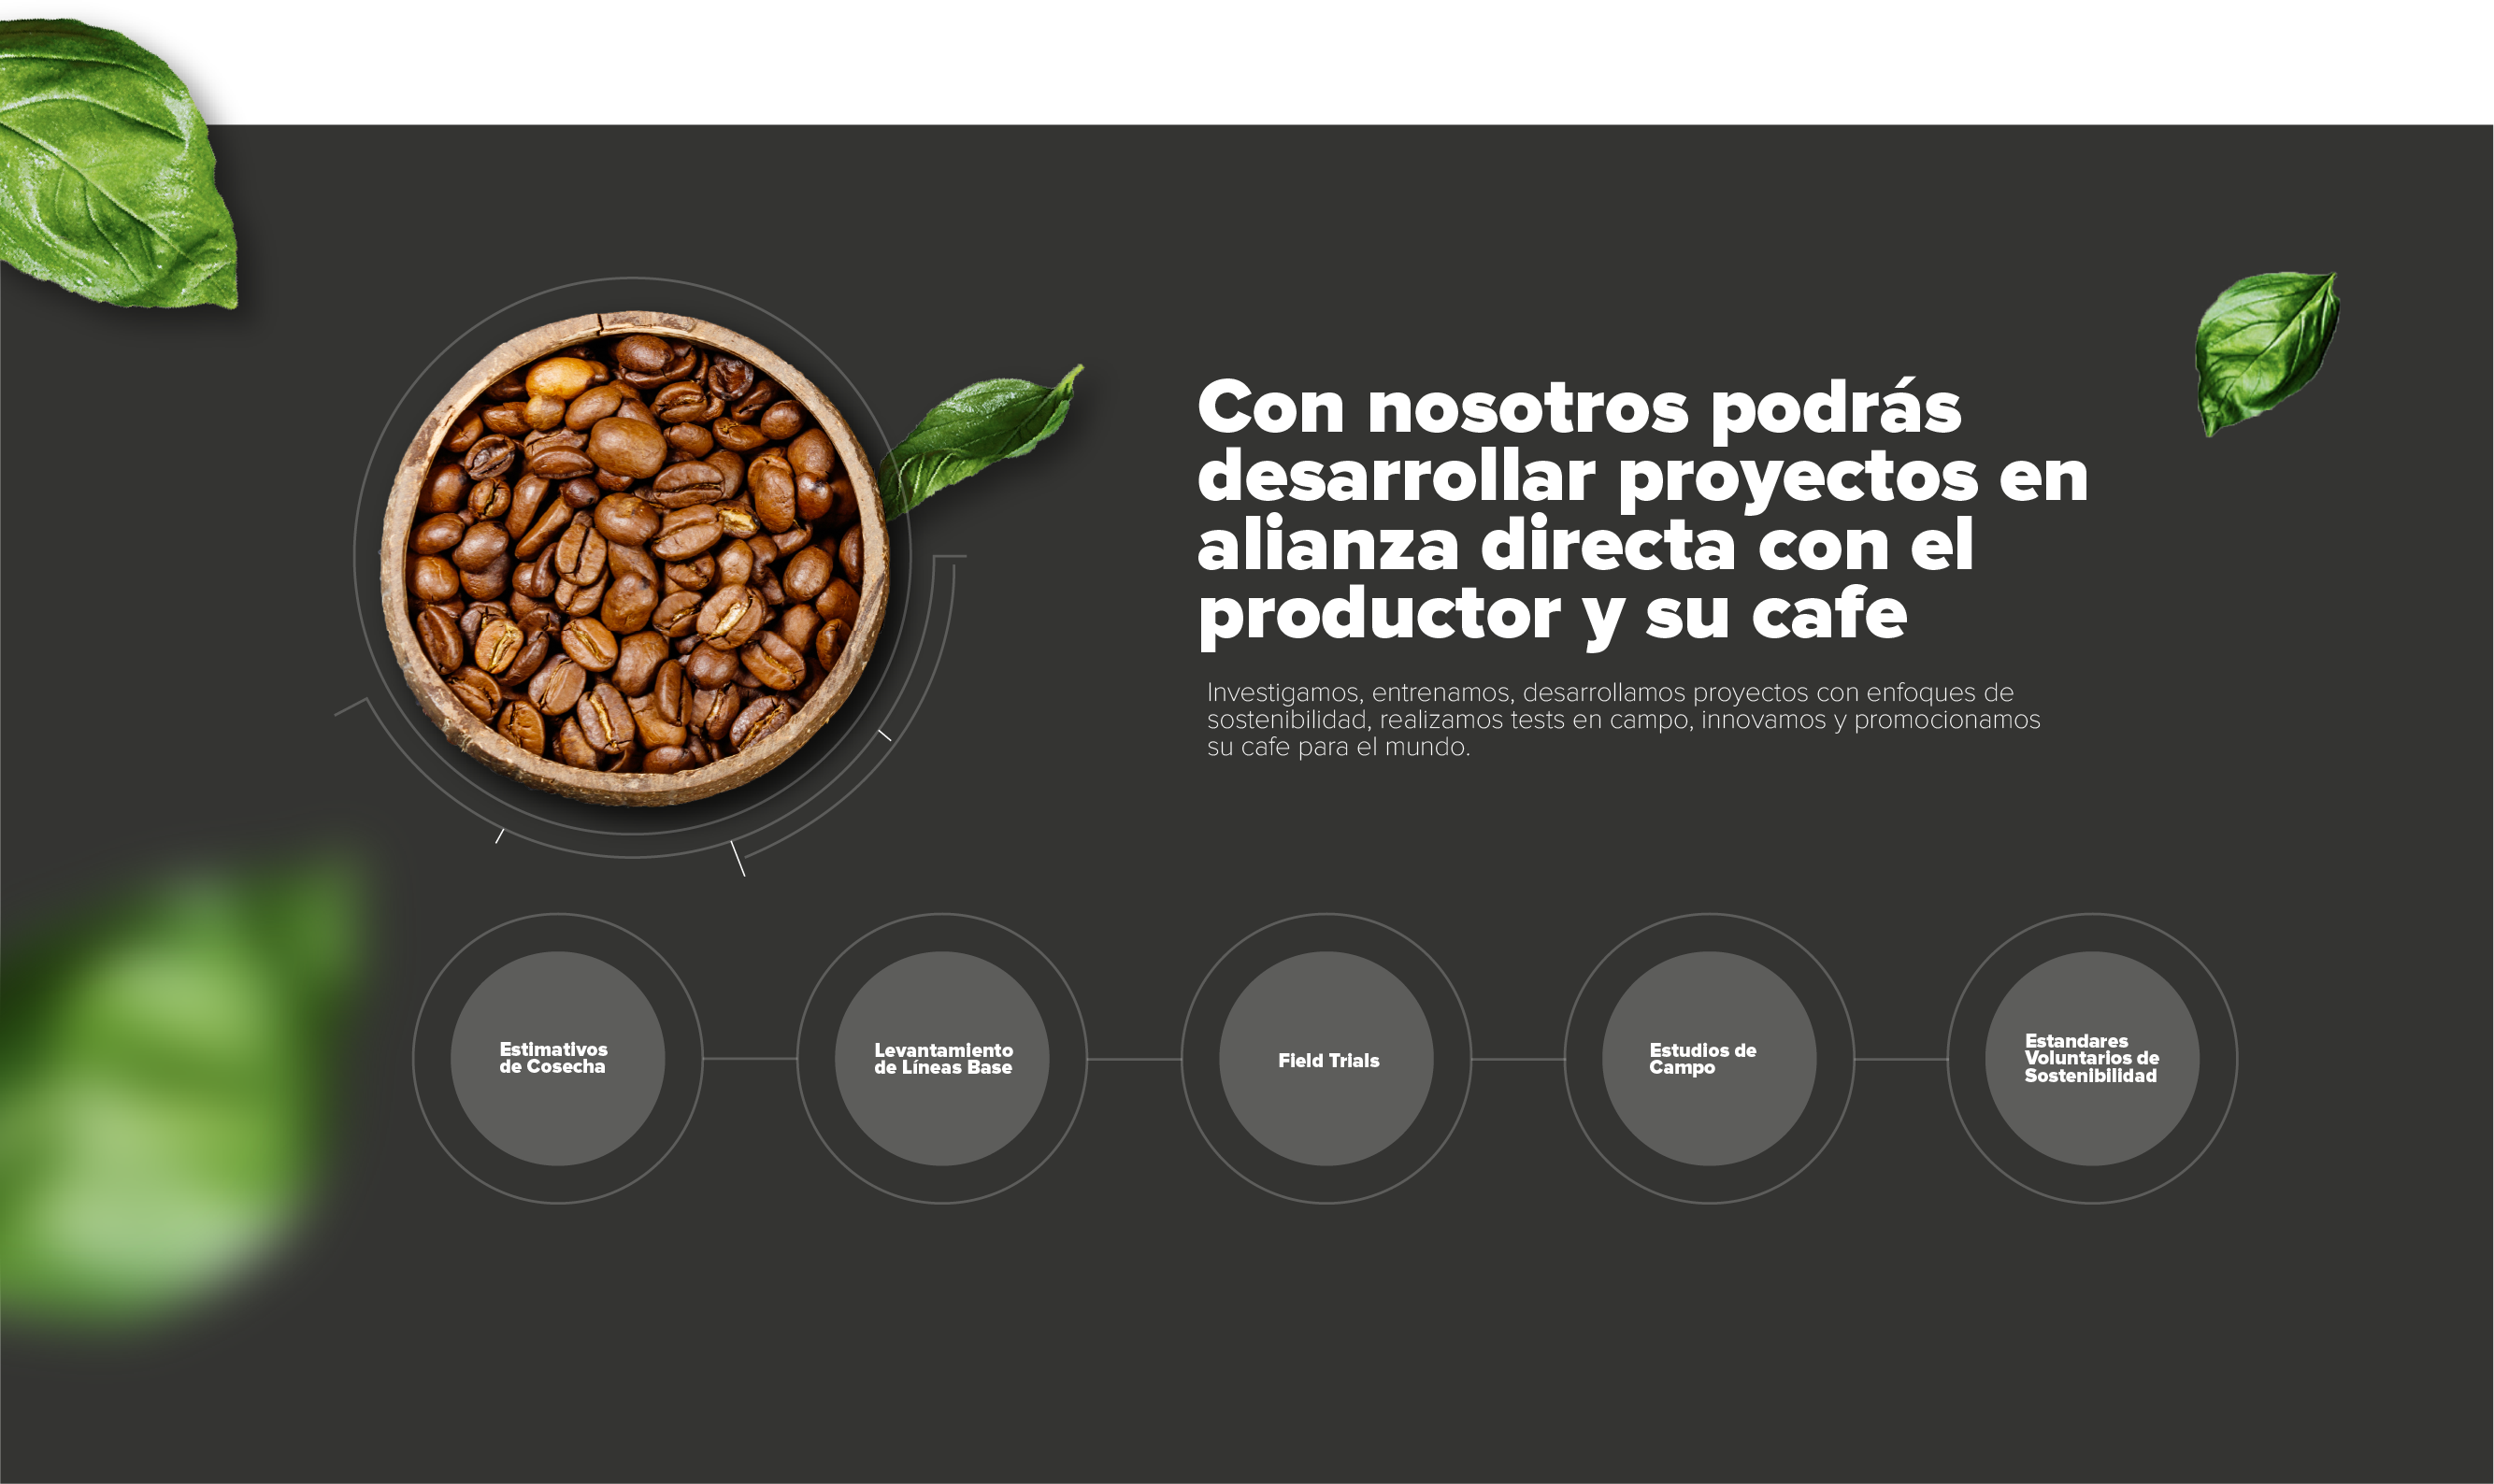 Con nosotros podrás
desarrollar proyectos en
alianza directa con el
productor y su cafe
Investigamos, entrenamos, desarrollamos proyectos con enfoques de
sostenibilidad, realizamos tests en campo, innovamos y promocionamos
su cafe para el mundo.
Estimativos
de Cosecha
Levantamiento
de Líneas Base
Field Trials
Estudios de
Campo
Estandares
Voluntarios de
Sostenibilidad